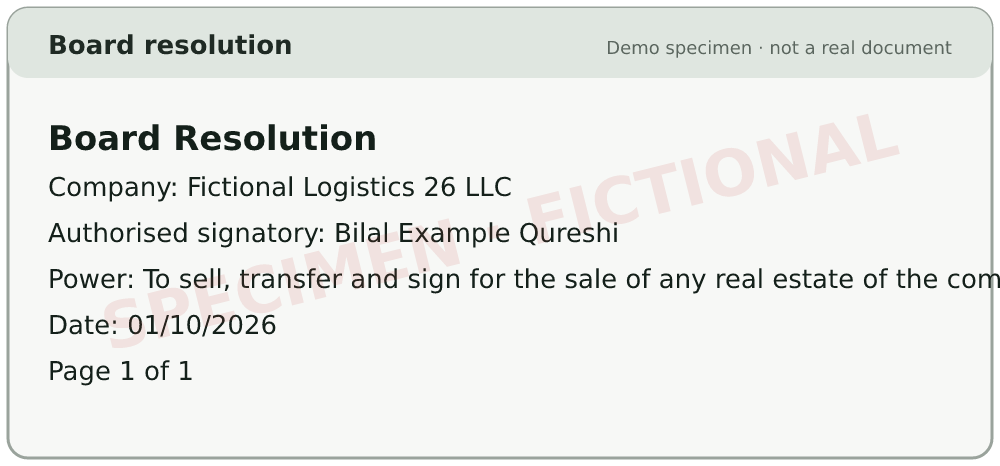 Board resolution
Demo specimen · not a real document
Board Resolution
Company: Fictional Logistics 26 LLC
Authorised signatory: Bilal Example Qureshi
Power: To sell, transfer and sign for the sale of any real estate of the com
Date: 01/10/2026
Page 1 of 1
SPECIMEN · FICTIONAL